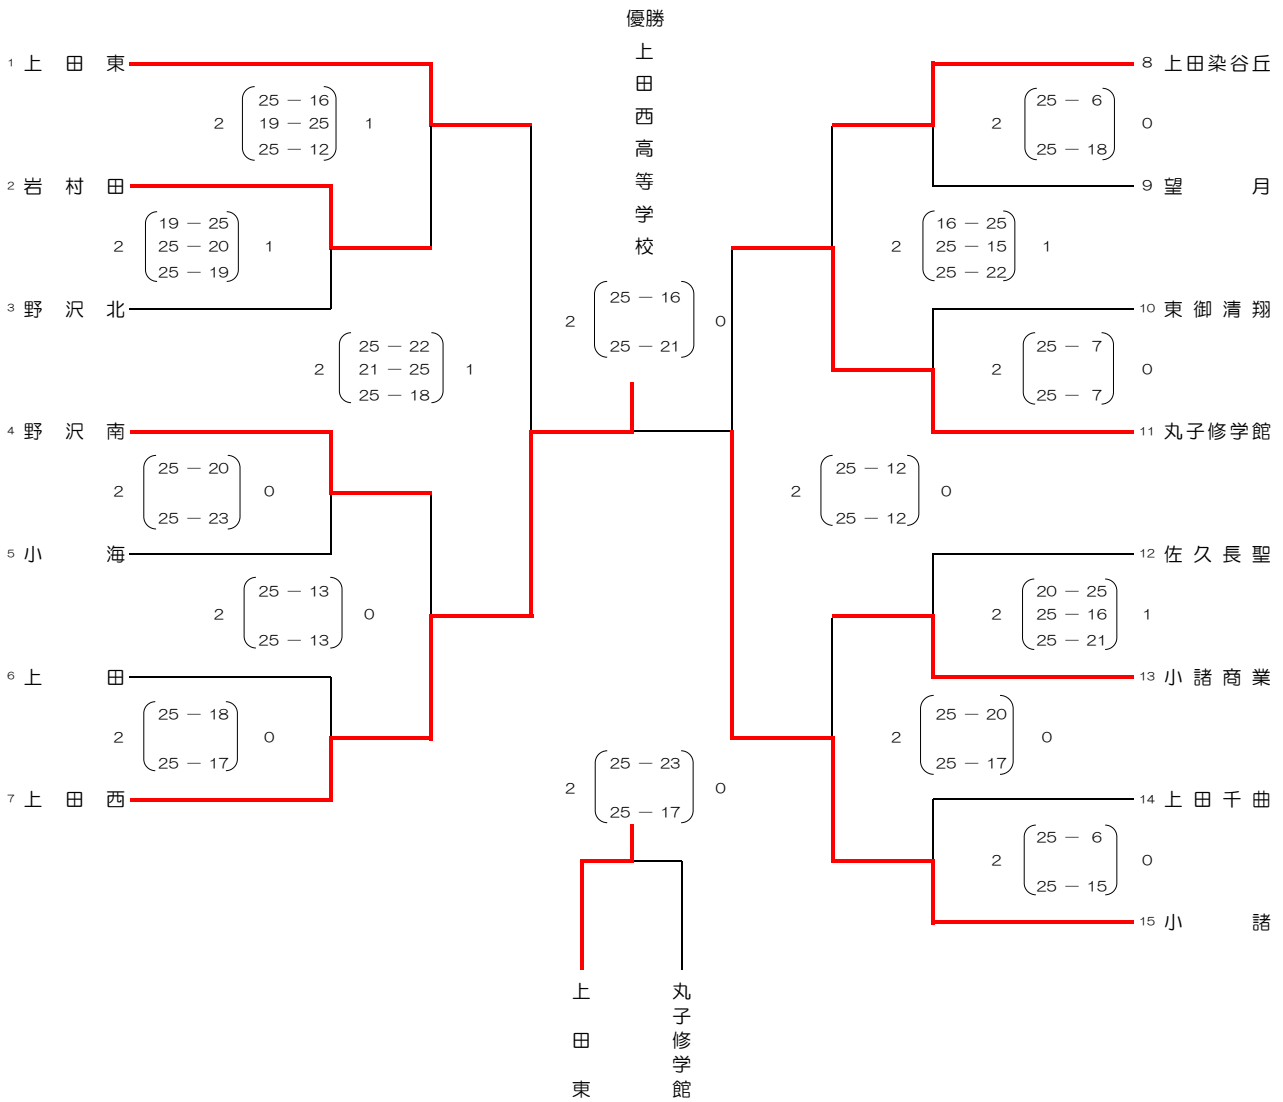 優勝
上田西高等学校
1 上田東
2 25－16 1
19－25
25－12
2 岩村田
2 19－25 1
25－20
25－19
3 野沢北
2 25－22 1
21－25
25－18
4 野沢南
2 25－20 0
25－23
5 小海
2 25－13 0
25－13
6 上田
2 25－18 0
25－17
7 上田西
2 25－16 0
25－21
8 上田染谷丘
2 25－6 0
25－18
9 望月
2 16－25 1
25－15
25－22
10 東御清翔
2 25－7 0
25－7
11 丸子修学館
2 25－12 0
25－12
12 佐久長聖
2 20－25 1
25－16
25－21
13 小諸商業
2 25－20 0
25－17
14 上田千曲
2 25－6 0
25－15
15 小諸
2 25－23 0
25－17
上田東
丸子修学館